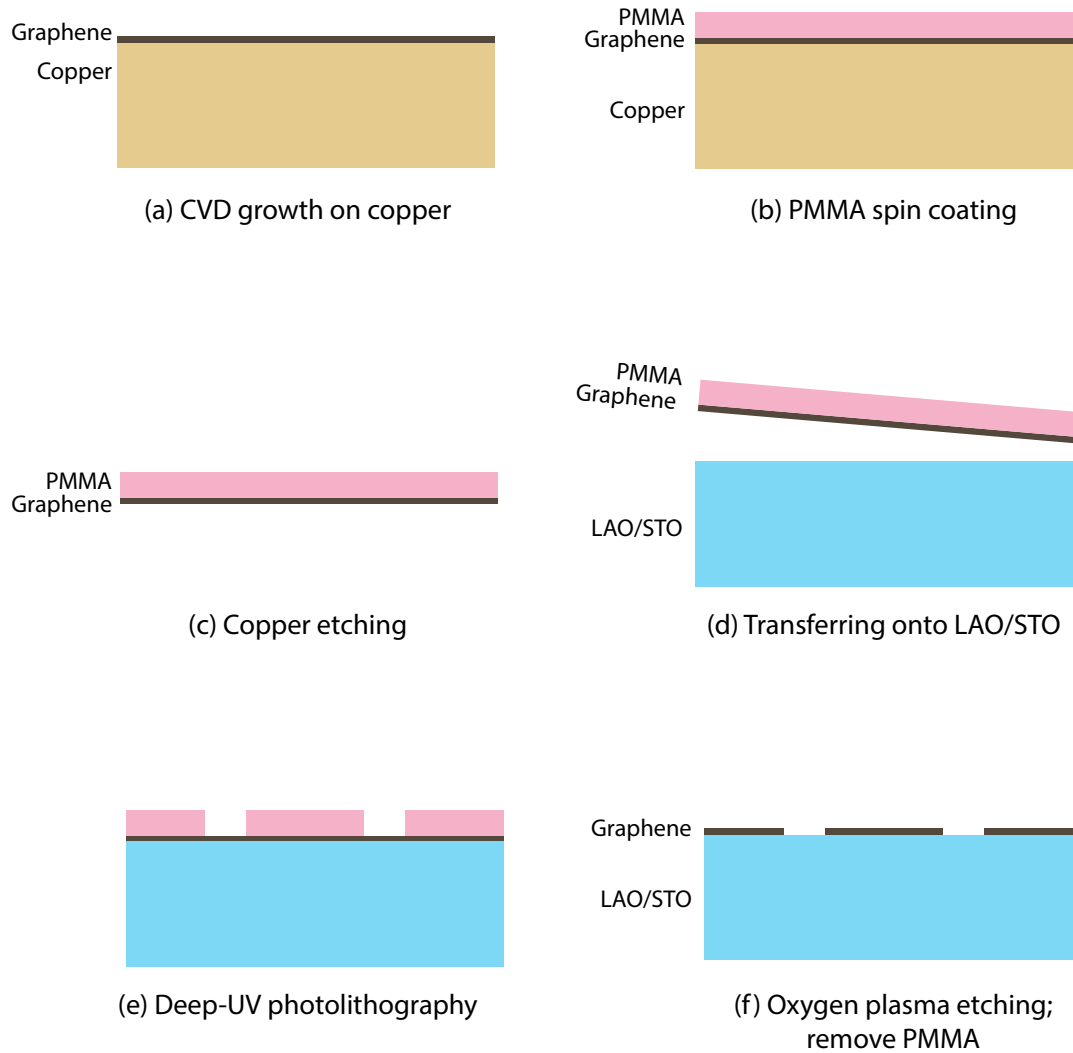 Graphene
Copper
(a) CVD growth on copper
PMMA
Graphene
Copper
(b) PMMA spin coating
PMMA
Graphene
(c) Copper etching
PMMA
Graphene
LAO/STO
(d) Transferring onto LAO/STO
(e) Deep-UV photolithography
Graphene
LAO/STO
(f) Oxygen plasma etching;
remove PMMA